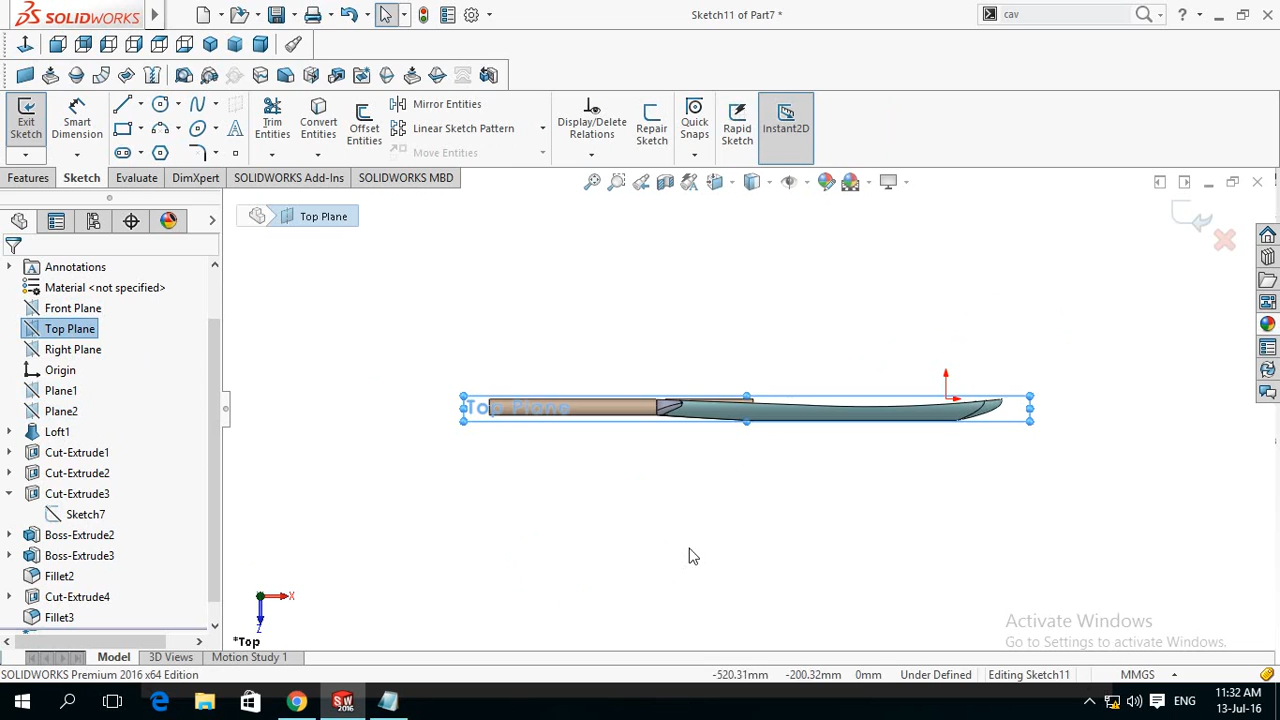 SOLIDWORKS
Sketch11 of Part7 *
cav
Exit Sketch
Smart Dimension
Trim Entities
Convert Entities
Offset Entities
Mirror Entities
Linear Sketch Pattern
Move Entities
Display/Delete Relations
Repair Sketch
Quick Snaps
Rapid Sketch
Instant2D
Features
Sketch
Evaluate
DimXpert
SOLIDWORKS Add-Ins
SOLIDWORKS MBD
Top Plane
Annotations
Material <not specified>
Front Plane
Top Plane
Right Plane
Origin
Plane1
Plane2
Loft1
Cut-Extrude1
Cut-Extrude2
Cut-Extrude3
Sketch7
Boss-Extrude2
Boss-Extrude3
Fillet2
Cut-Extrude4
Fillet3
Top Plane
X
Z
*Top
Activate Windows
Go to Settings to activate Windows.
Model
3D Views
Motion Study 1
SOLIDWORKS Premium 2016 x64 Edition
-520.31mm
-200.32mm
0mm
Under Defined
Editing Sketch11
MMGS
SW
2016
ENG
11:32 AM
13-Jul-16